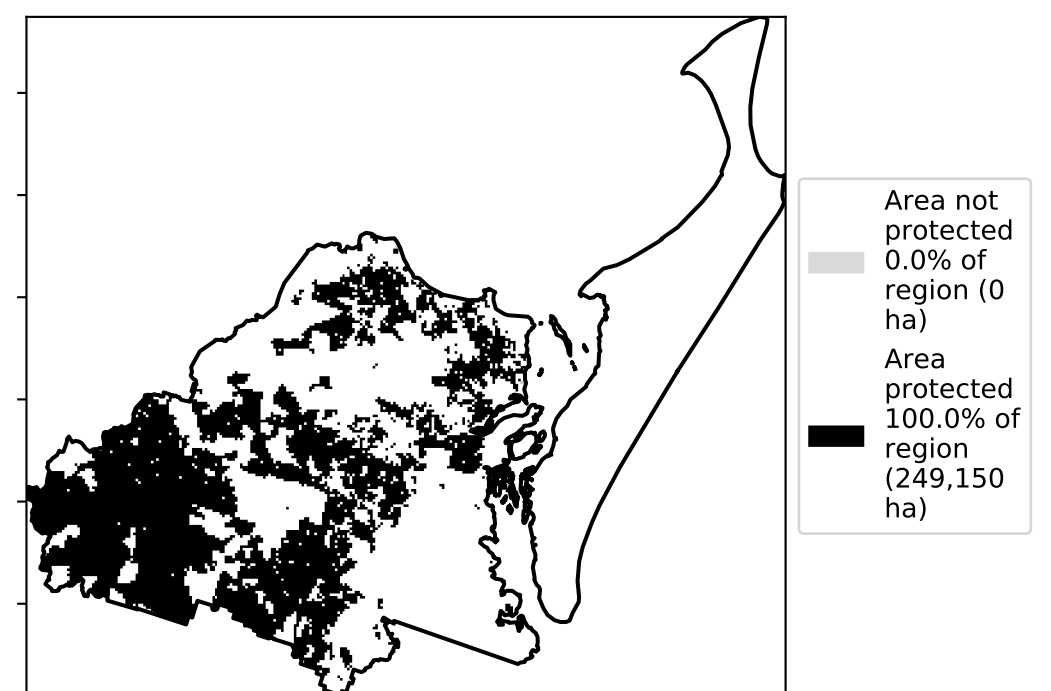 Area not
protected
0.0% of
region (0
ha)
Area
protected
100.0% of
region
(249,150
ha)